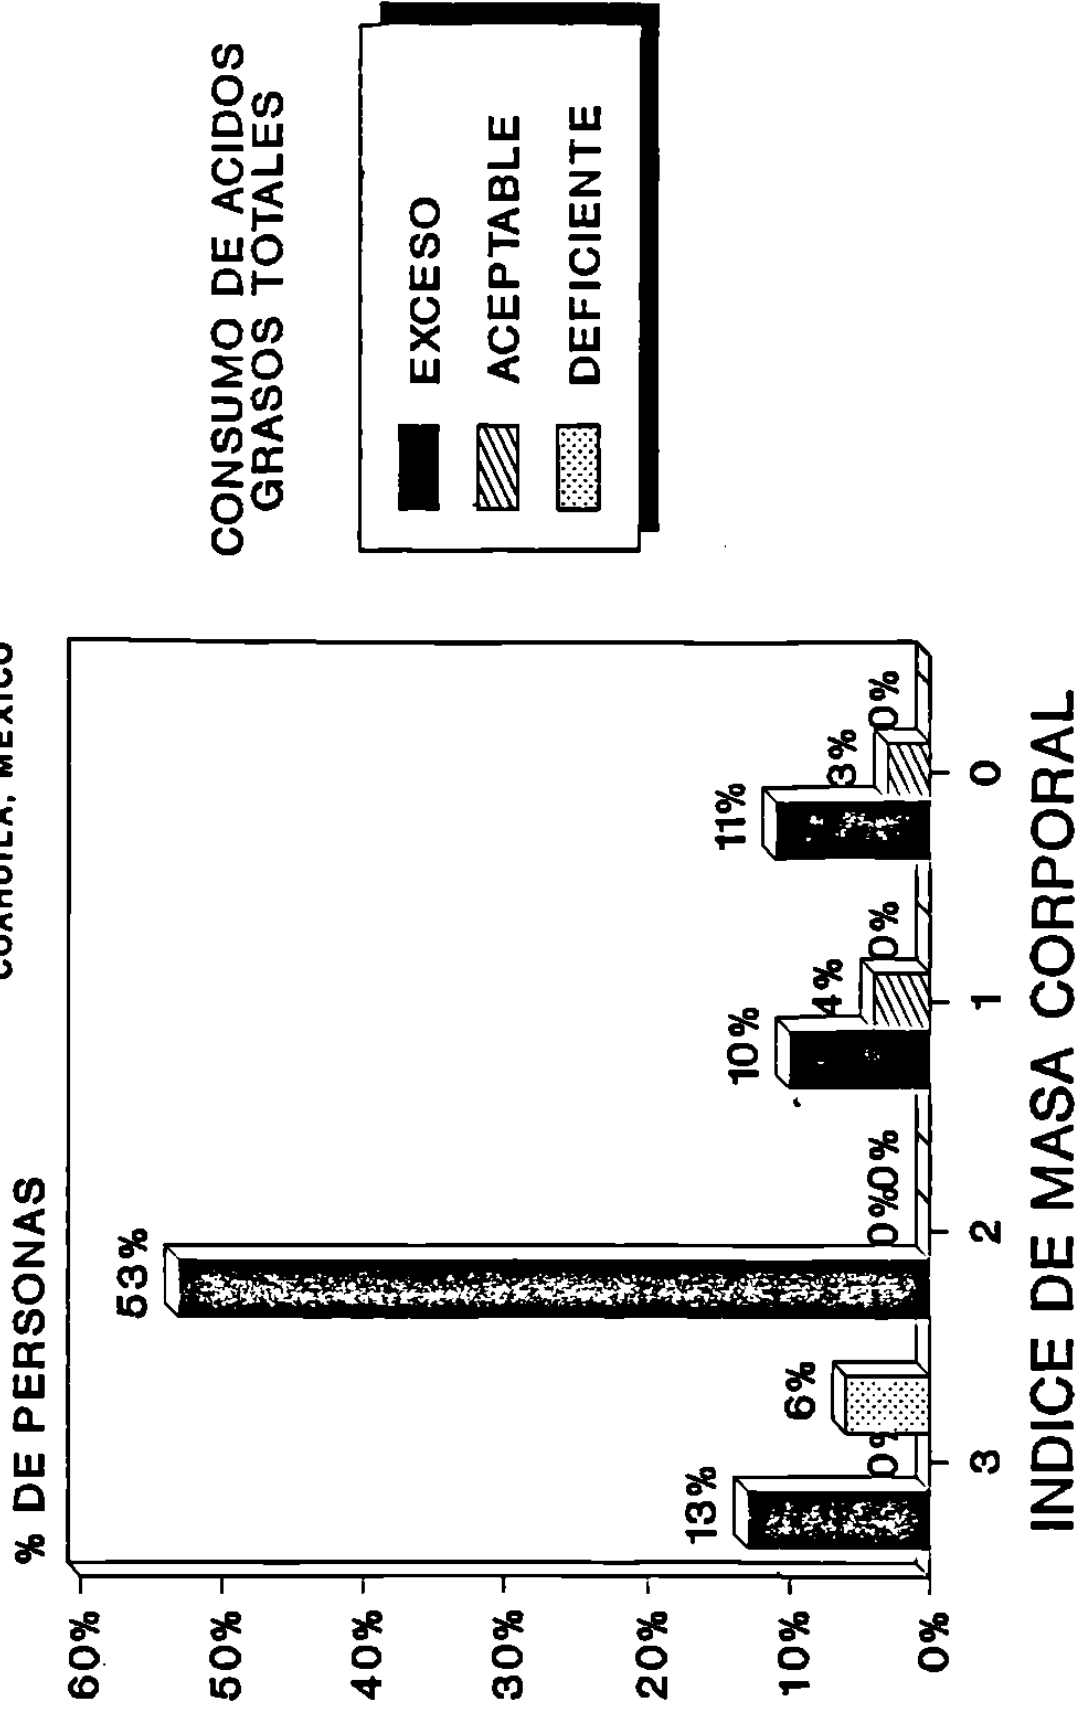 COAHUILA, MEXICO
% DE PERSONAS
60%
50%
40%
30%
20%
10%
0%
13%
0%
6%
53%
0%
0%
10%
4%
0%
11%
3%
0%
3
2
1
0
INDICE DE MASA CORPORAL
CONSUMO DE ACIDOS
GRASOS TOTALES
EXCESO
ACEPTABLE
DEFICIENTE